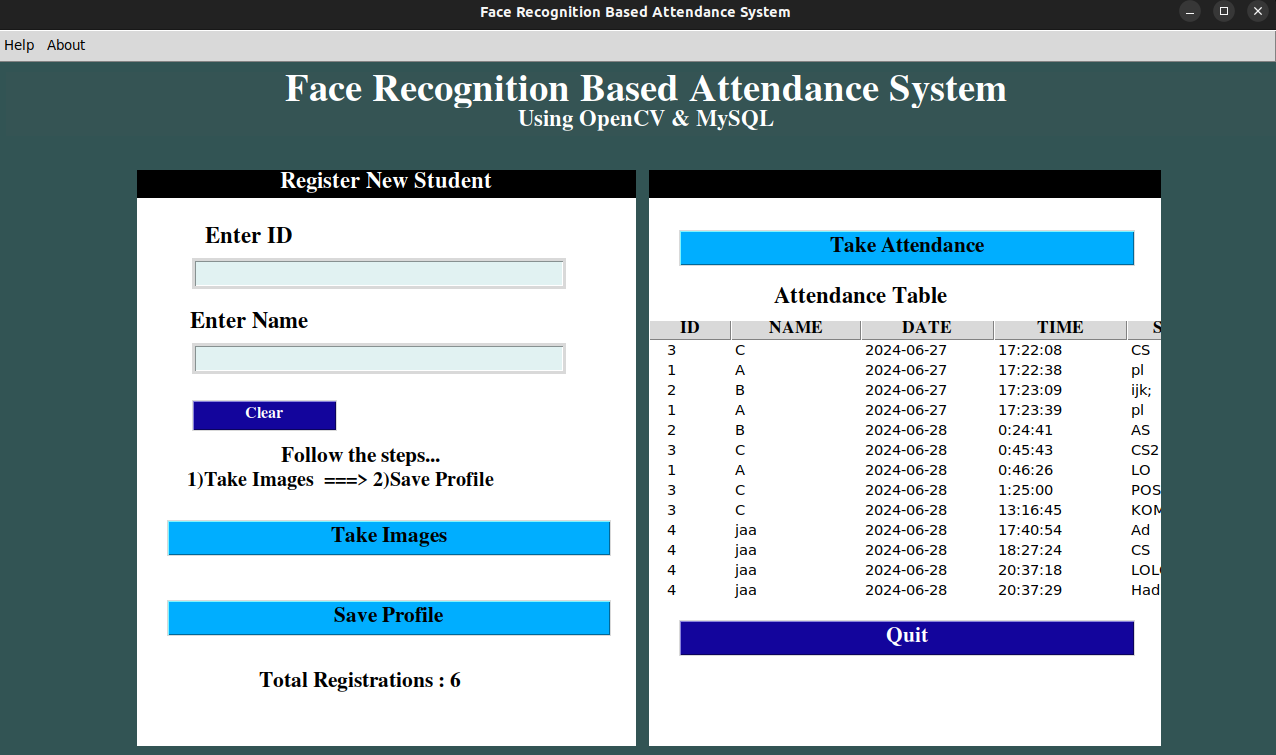 Face Recognition Based Attendance System
Help About
Face Recognition Based Attendance System
Using OpenCV & MySQL
Register New Student
Enter ID
Enter Name
Clear
Follow the steps...
1)Take Images ===> 2)Save Profile
Take Images
Save Profile
Total Registrations : 6
Take Attendance
Attendance Table
ID NAME DATE TIME S
3 C 2024-06-27 17:22:08 CS
1 A 2024-06-27 17:22:38 pl
2 B 2024-06-27 17:23:09 ijk;
1 A 2024-06-27 17:23:39 pl
2 B 2024-06-28 0:24:41 AS
3 C 2024-06-28 0:45:43 CS2
1 A 2024-06-28 0:46:26 LO
3 C 2024-06-28 1:25:00 POS
3 C 2024-06-28 13:16:45 KOM
4 jaa 2024-06-28 17:40:54 Ad
4 jaa 2024-06-28 18:27:24 CS
4 jaa 2024-06-28 20:37:18 LOL
4 jaa 2024-06-28 20:37:29 Had
Quit